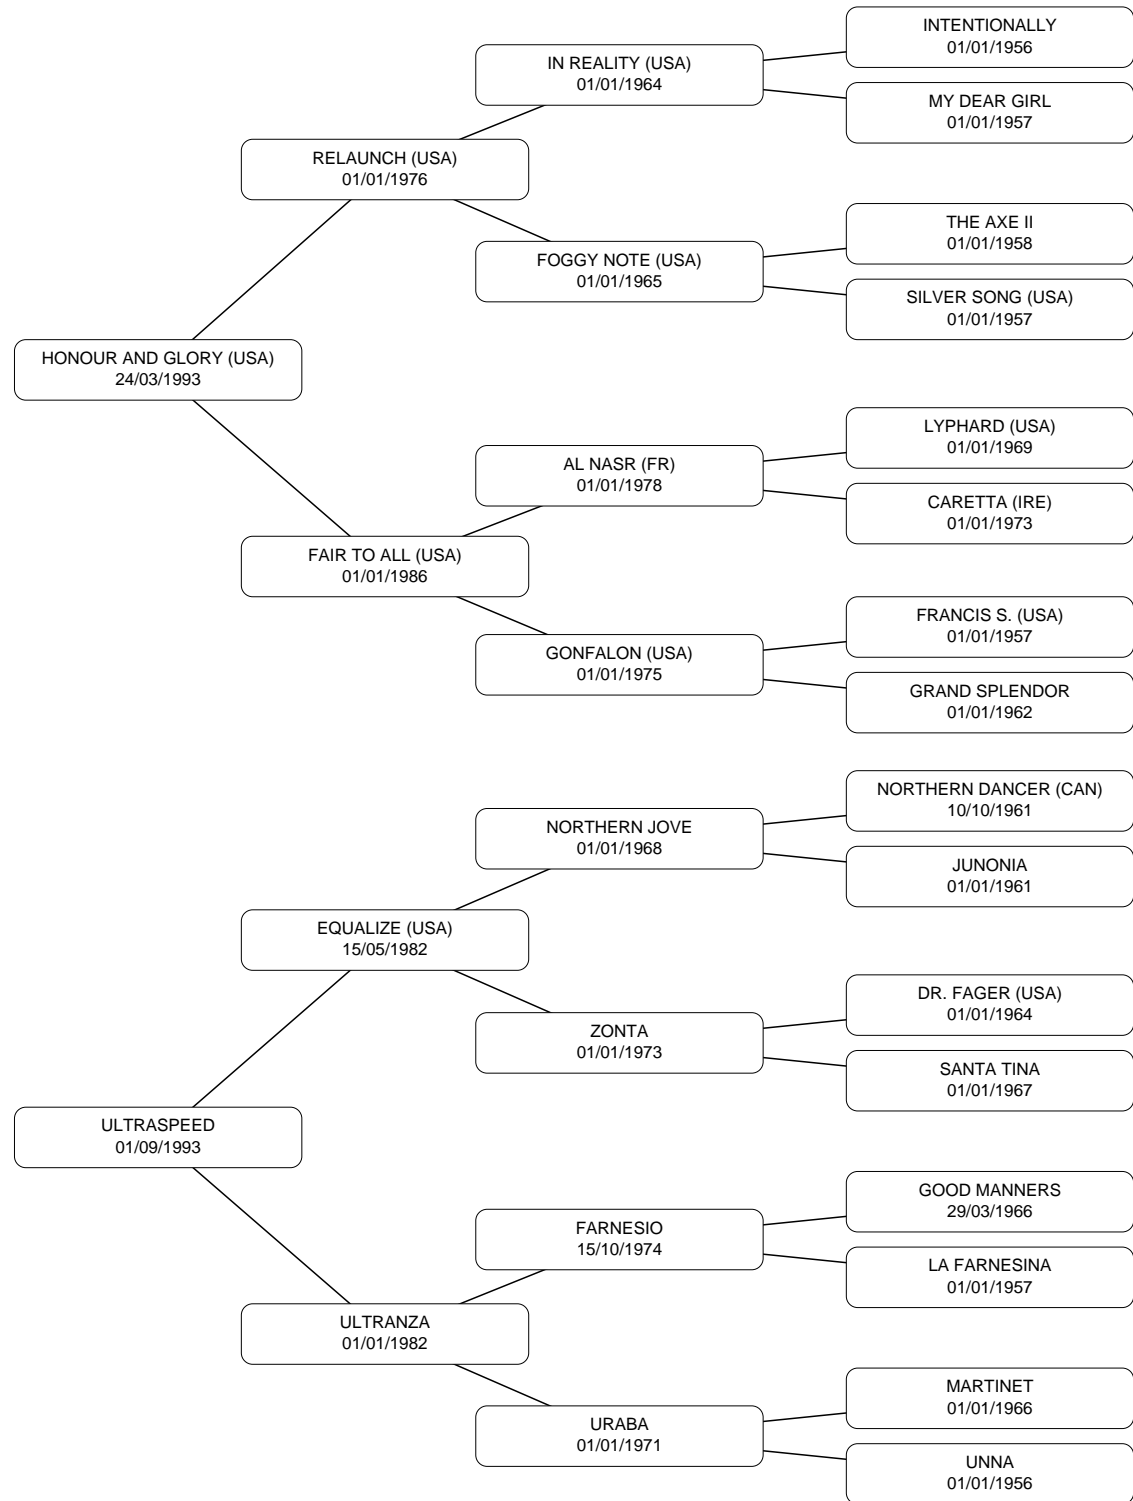 INTENTIONALLY
01/01/1956
IN REALITY (USA)
01/01/1964
MY DEAR GIRL
01/01/1957
RELAUNCH (USA)
01/01/1976
THE AXE II
01/01/1958
FOGGY NOTE (USA)
01/01/1965
SILVER SONG (USA)
01/01/1957
HONOUR AND GLORY (USA)
24/03/1993
LYPHARD (USA)
01/01/1969
AL NASR (FR)
01/01/1978
CARETTA (IRE)
01/01/1973
FAIR TO ALL (USA)
01/01/1986
FRANCIS S. (USA)
01/01/1957
GONFALON (USA)
01/01/1975
GRAND SPLENDOR
01/01/1962
NORTHERN DANCER (CAN)
10/10/1961
NORTHERN JOVE
01/01/1968
JUNONIA
01/01/1961
EQUALIZE (USA)
15/05/1982
DR. FAGER (USA)
01/01/1964
ZONTA
01/01/1973
SANTA TINA
01/01/1967
ULTRASPEED
01/09/1993
GOOD MANNERS
29/03/1966
FARNESIO
15/10/1974
LA FARNESINA
01/01/1957
ULTRANZA
01/01/1982
MARTINET
01/01/1966
URABA
01/01/1971
UNNA
01/01/1956